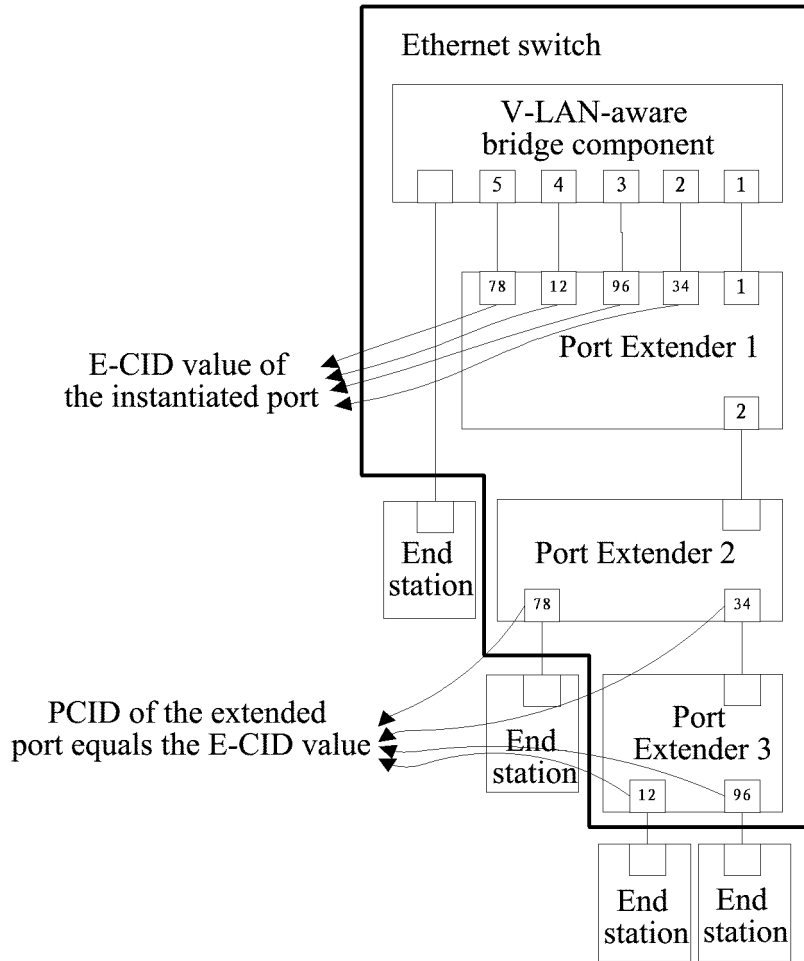 Ethernet switch
V-LAN-aware
bridge component
5 4 3 2 1
78 12 96 34 1
Port Extender 1
E-CID value of
the instantiated port
2
End
station
Port Extender 2
78 34
PCID of the extended
port equals the E-CID value
End
station
Port
Extender 3
12 96
End
station
End
station